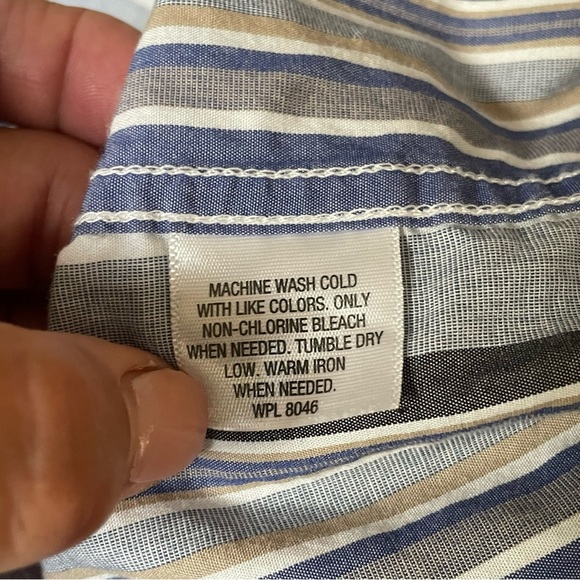 MACHINE WASH COLD
WITH LIKE COLORS. ONLY
NON-CHLORINE BLEACH
WHEN NEEDED. TUMBLE DRY
LOW. WARM IRON
WHEN NEEDED.
WPL 8046